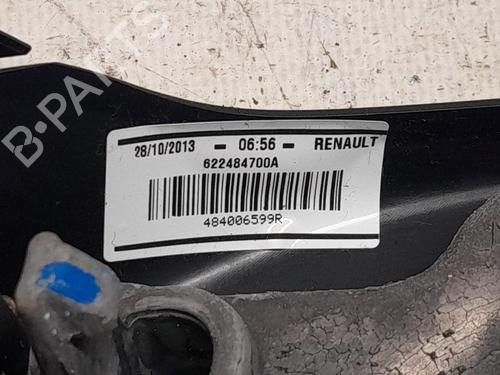 B-PARTS
28/10/2013 - 06:56 - RENAULT
622484700A
484006599R